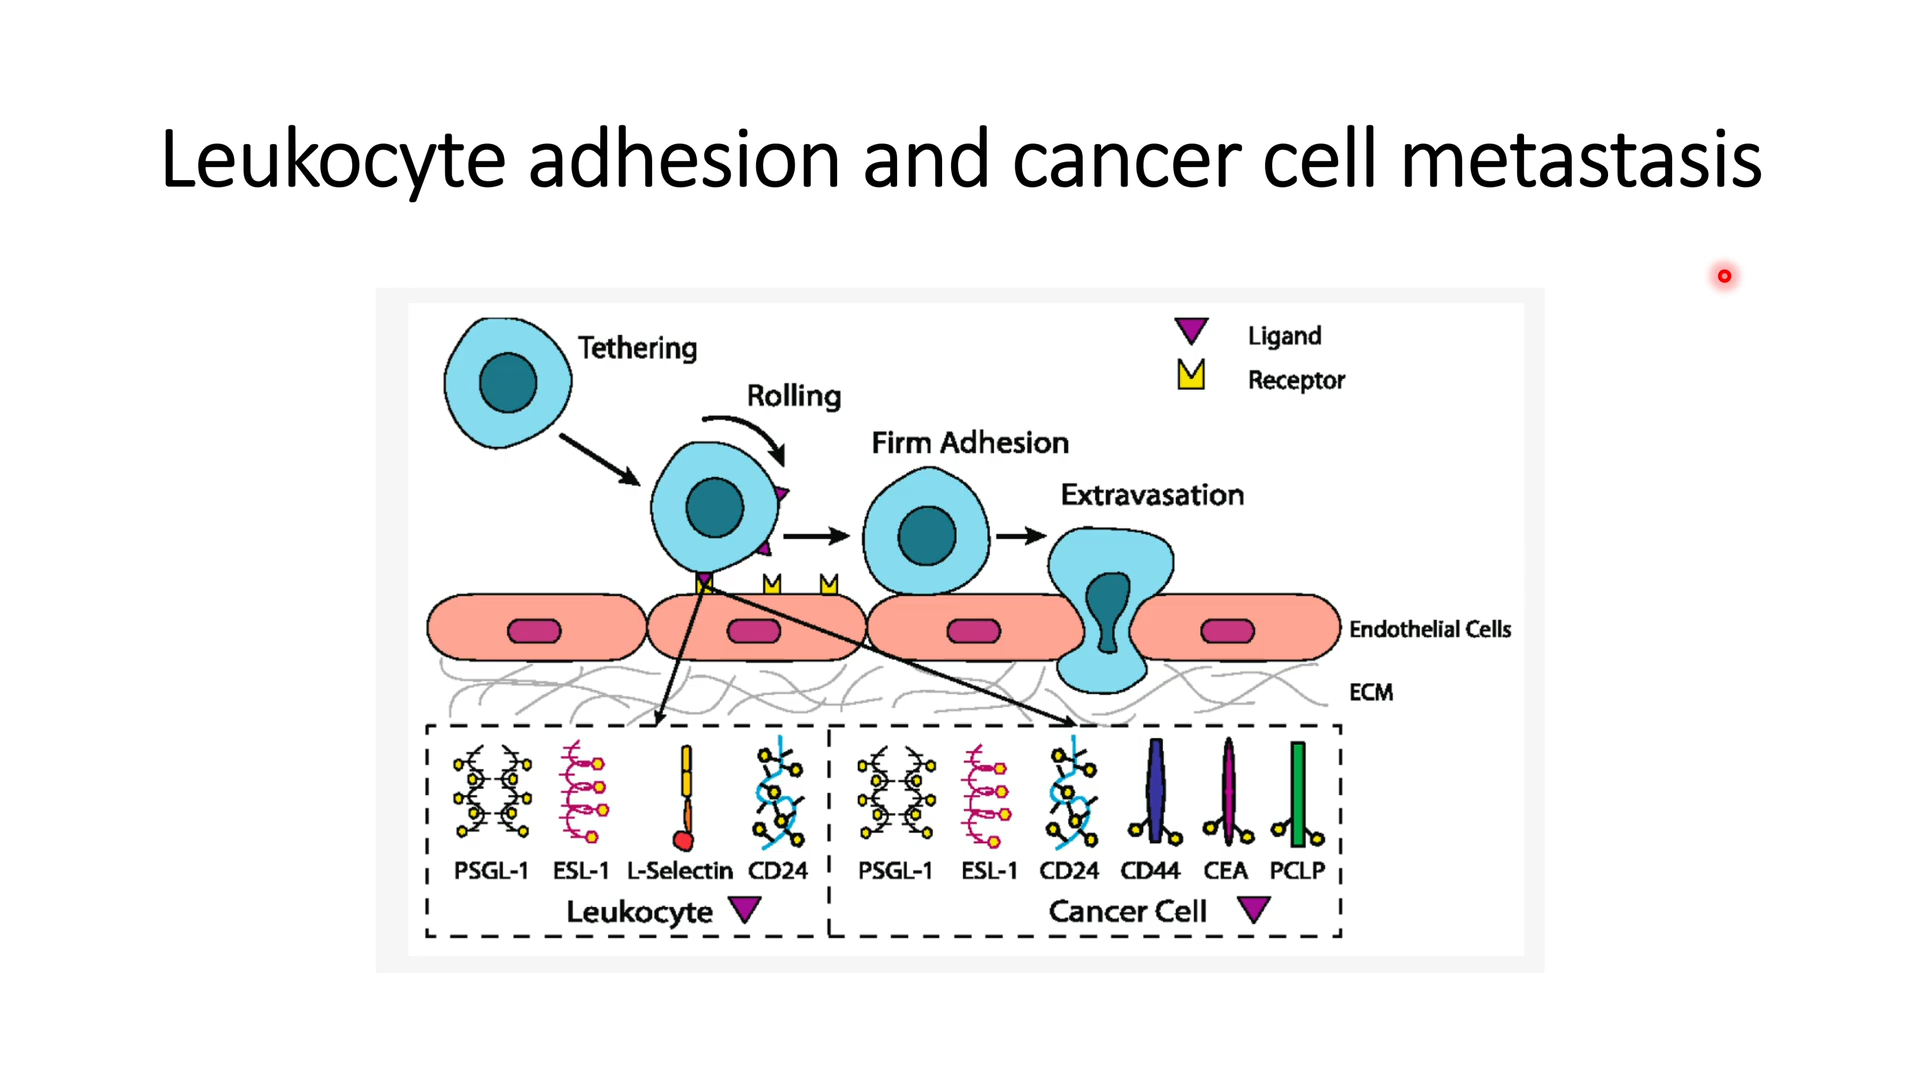 Leukocyte adhesion and cancer cell metastasis
Tethering
Rolling
Firm Adhesion
Extravasation
Ligand
Receptor
Endothelial Cells
ECM
PSGL-1 ESL-1 L-Selectin CD24
Leukocyte
PSGL-1 ESL-1 CD24 CD44 CEA PCLP
Cancer Cell